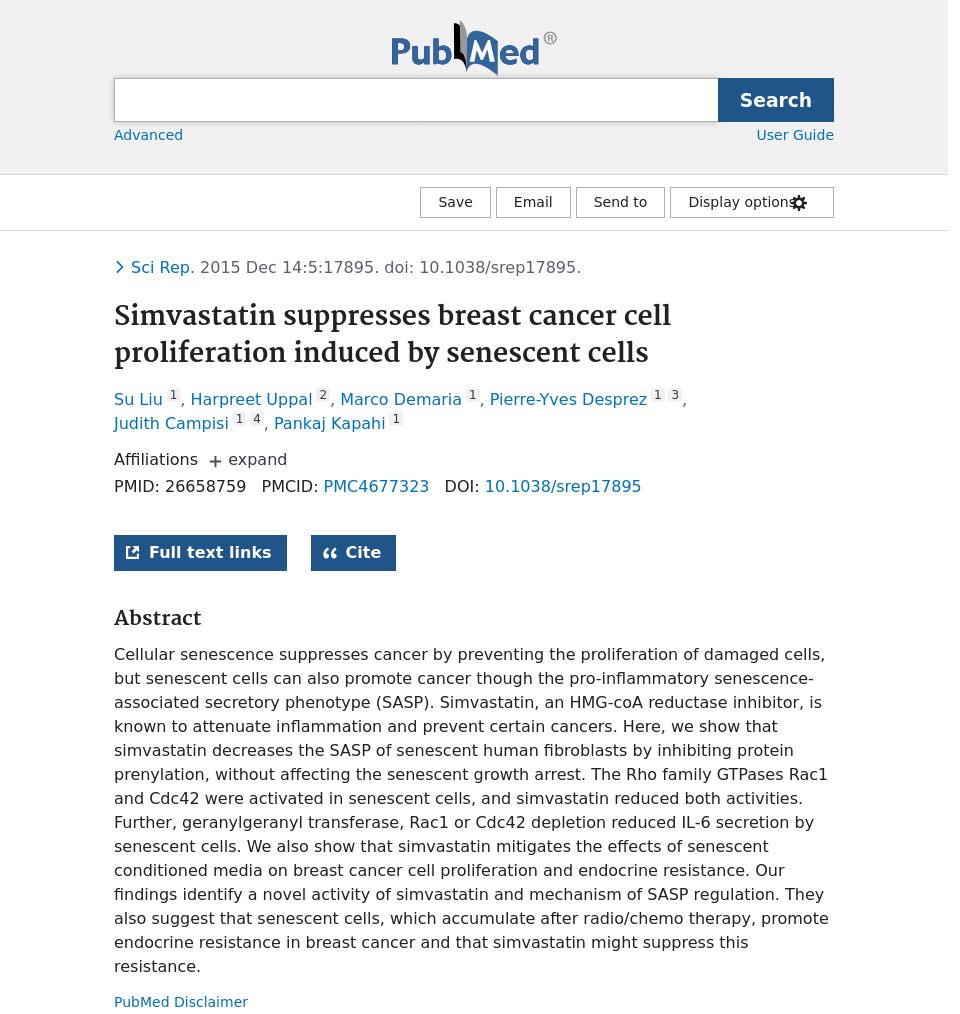 PubMed®
Search
Advanced User Guide
Save Email Send to Display options
Sci Rep. 2015 Dec 14:5:17895. doi: 10.1038/srep17895.
Simvastatin suppresses breast cancer cell
proliferation induced by senescent cells
Su Liu 1, Harpreet Uppal 2, Marco Demaria 1, Pierre-Yves Desprez 1 3,
Judith Campisi 1 4, Pankaj Kapahi 1
Affiliations + expand
PMID: 26658759 PMCID: PMC4677323 DOI: 10.1038/srep17895
Full text links Cite
Abstract
Cellular senescence suppresses cancer by preventing the proliferation of damaged cells,
but senescent cells can also promote cancer though the pro-inflammatory senescence-
associated secretory phenotype (SASP). Simvastatin, an HMG-coA reductase inhibitor, is
known to attenuate inflammation and prevent certain cancers. Here, we show that
simvastatin decreases the SASP of senescent human fibroblasts by inhibiting protein
prenylation, without affecting the senescent growth arrest. The Rho family GTPases Rac1
and Cdc42 were activated in senescent cells, and simvastatin reduced both activities.
Further, geranylgeranyl transferase, Rac1 or Cdc42 depletion reduced IL-6 secretion by
senescent cells. We also show that simvastatin mitigates the effects of senescent
conditioned media on breast cancer cell proliferation and endocrine resistance. Our
findings identify a novel activity of simvastatin and mechanism of SASP regulation. They
also suggest that senescent cells, which accumulate after radio/chemo therapy, promote
endocrine resistance in breast cancer and that simvastatin might suppress this
resistance.
PubMed Disclaimer